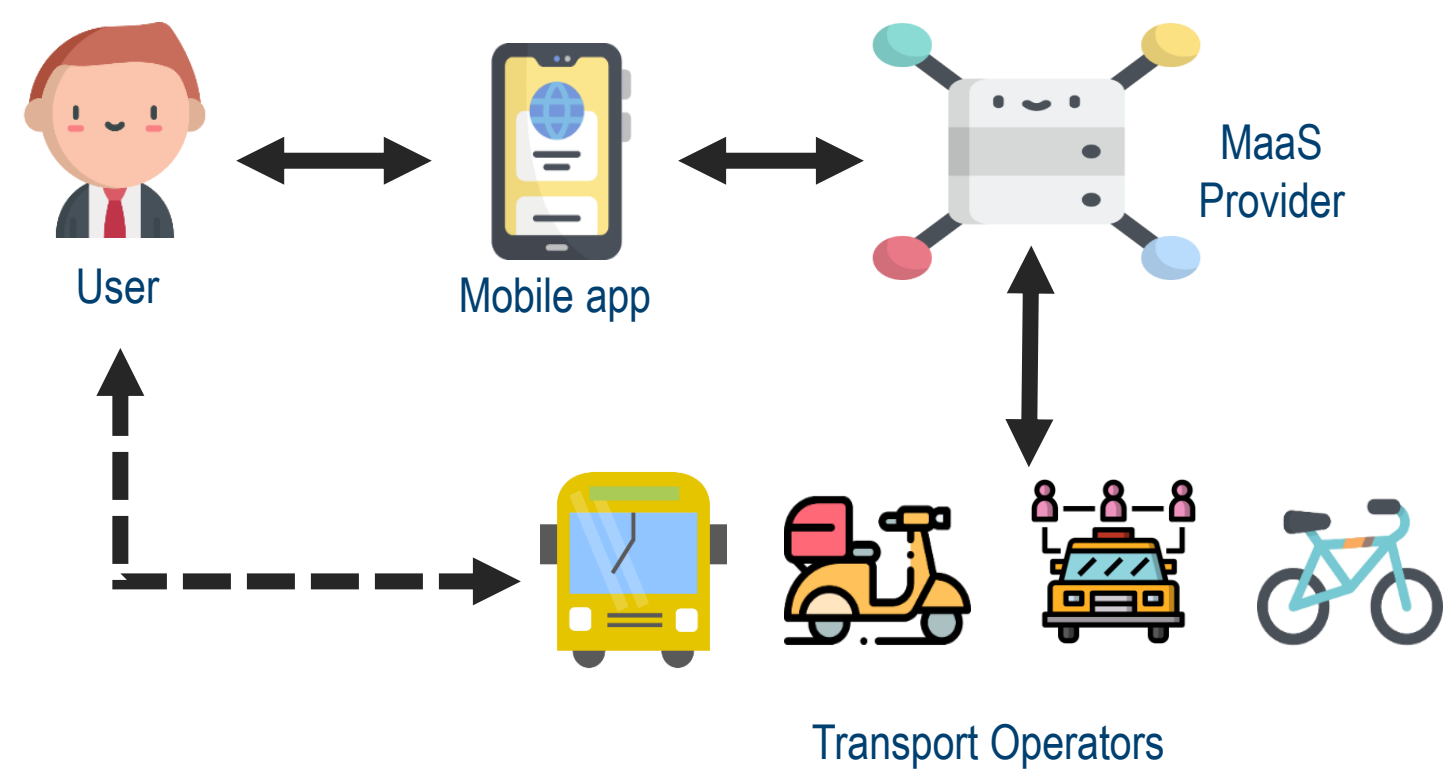 MaaS
Provider
User
Mobile app
Transport Operators